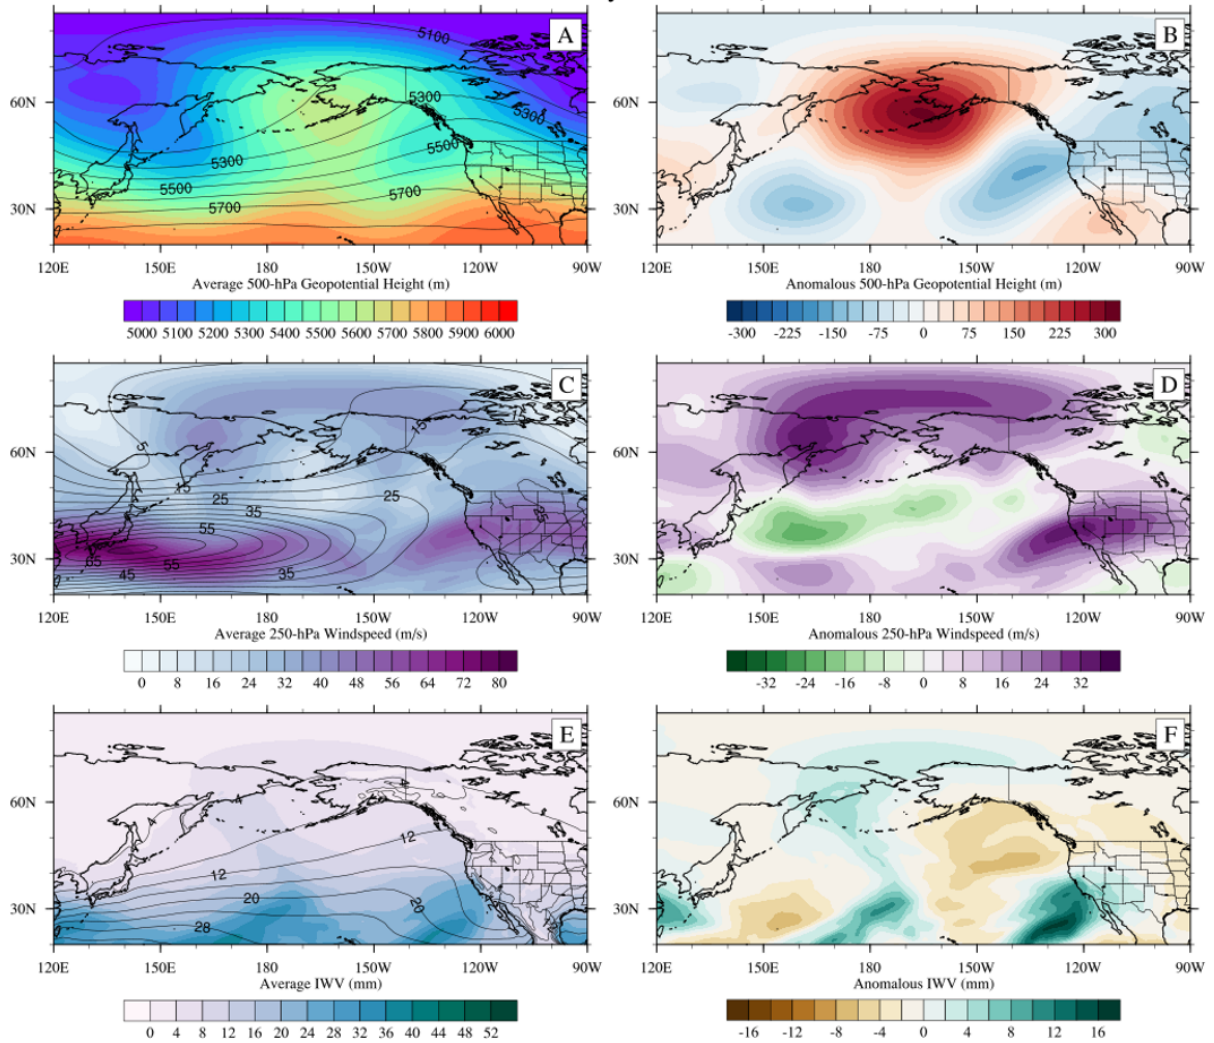 A
5100
5300
5300
5500
5300
5500
5700
5700
60N
30N
120E 150E 180 150W 120W 90W
Average 500-hPa Geopotential Height (m)
5000 5100 5200 5300 5400 5500 5600 5700 5800 5900 6000
B
120E 150E 180 150W 120W 90W
Anomalous 500-hPa Geopotential Height (m)
-300 -225 -150 -75 0 75 150 225 300
C
15
5
15
25
25
35
55
25
65
55
45
35
60N
30N
120E 150E 180 150W 120W 90W
Average 250-hPa Windspeed (m/s)
0 8 16 24 32 40 48 56 64 72 80
D
120E 150E 180 150W 120W 90W
Anomalous 250-hPa Windspeed (m/s)
-32 -24 -16 -8 0 8 16 24 32
E
4
4
12
12
20
20
28
60N
30N
120E 150E 180 150W 120W 90W
Average IWV (mm)
0 4 8 12 16 20 24 28 32 36 40 44 48 52
F
120E 150E 180 150W 120W 90W
Anomalous IWV (mm)
-16 -12 -8 -4 0 4 8 12 16